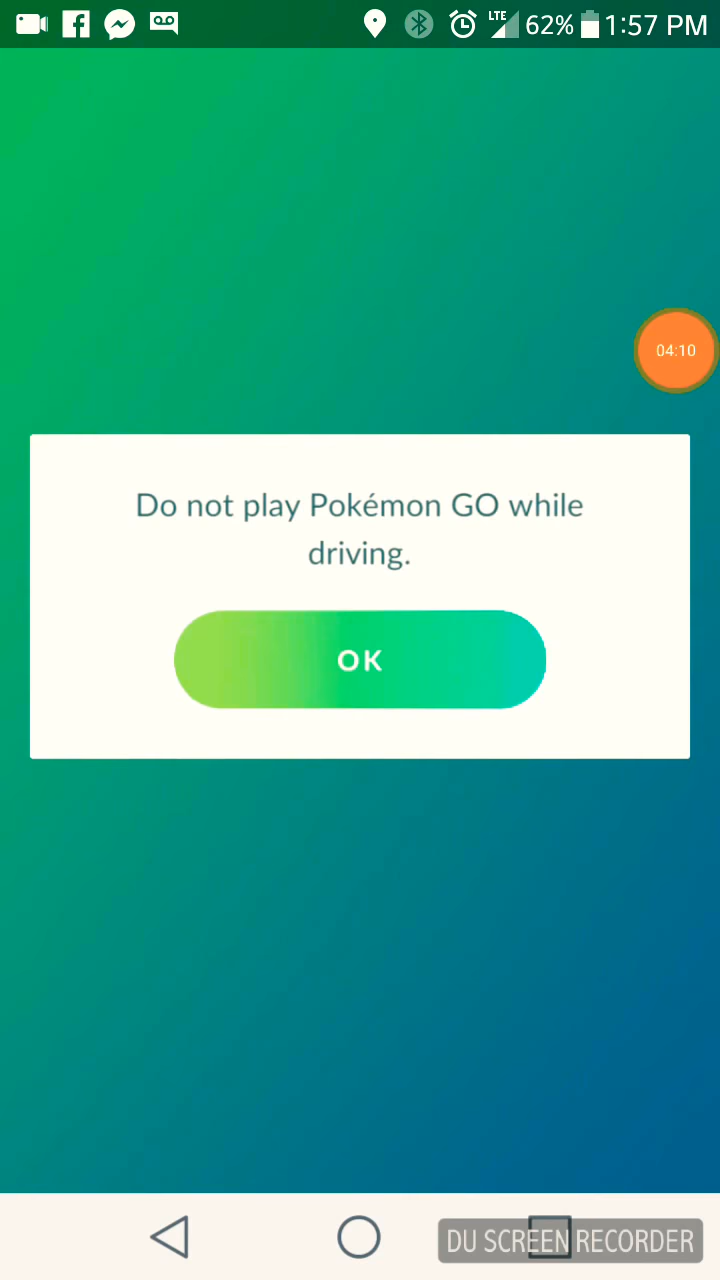 LTE 62% 1:57 PM
04:10
Do not play Pokémon GO while
driving.
OK
DU SCREEN RECORDER